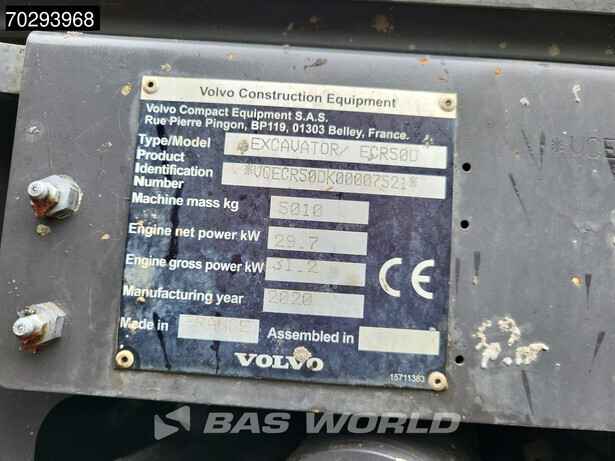 70293968
Volvo Construction Equipment
Volvo Compact Equipment S.A.S.
Rue Pierre Pingon, BP119, 01303 Belley, France.
Type/Model EXCAVATOR/ ECR50D
Product
Identification *VCECR50DK00007521*
Number
Machine mass kg 5010
Engine net power kW 29.7
Engine gross power kW 31.2
Manufacturing year 2020
Made in FRANCE Assembled in
CE
VOLVO
15711383
*VCE
BAS WORLD